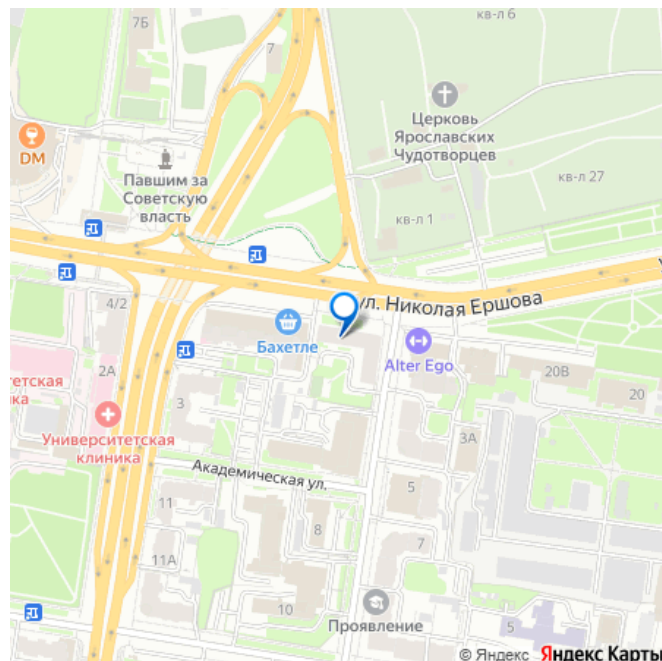 кв-л 6
7Б
7
Церковь
Ярославских
Чудотворцев
DM
Павшим за
Советскую
власть
кв-л 27
кв-л 1
4/2
ул. Николая Ершова
Бахетле
Alter Ego
2А
20В
20
тетская
ка
3
Университетская
клиника
3А
Академическая ул.
5
11
8
11А
10
Проявление
5
© Яндекс Яндекс Карты